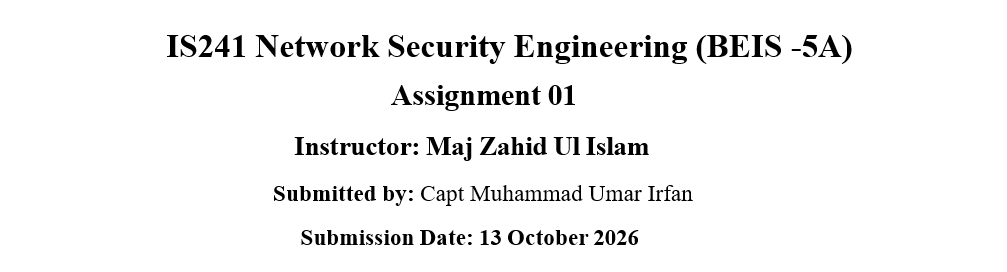 IS241 Network Security Engineering (BEIS -5A)
Assignment 01
Instructor: Maj Zahid Ul Islam
Submitted by: Capt Muhammad Umar Irfan
Submission Date: 13 October 2026